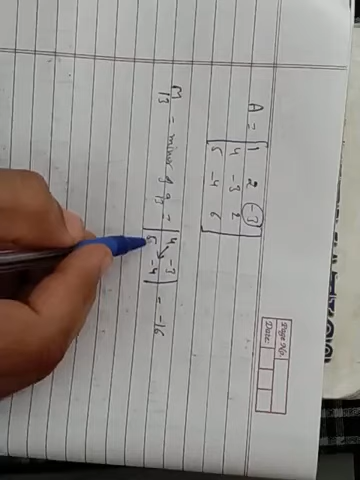 Page No.
Date:
A = | 1 2 3 |
| 4 -3 2 |
| 5 -4 6 |
M13 = minor of a13 = | 4 -3 | = -16
| 5 -4 |